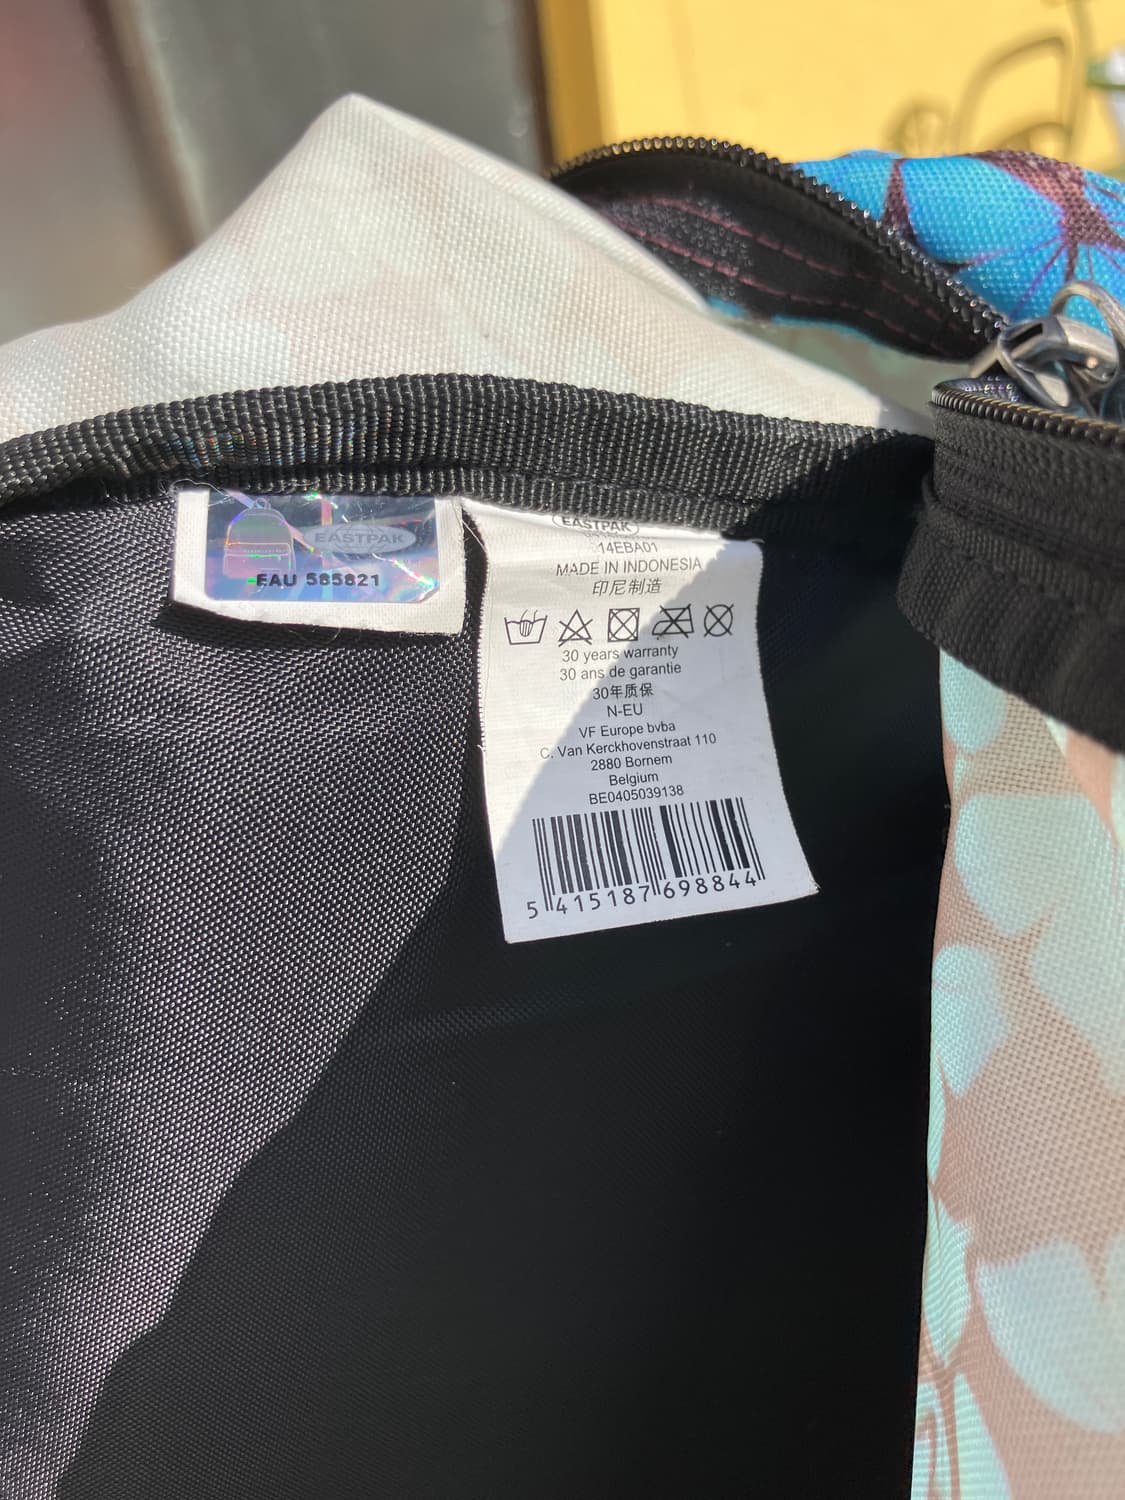 EASTPAK
EAU 585821
EASTPAK
14EBA01
MADE IN INDONESIA
印尼制造
30 years warranty
30 ans de garantie
30年质保
N-EU
VF Europe bvba
C. Van Kerckhovenstraat 110
2880 Bornem
Belgium
BE0405039138
5 415187 698844